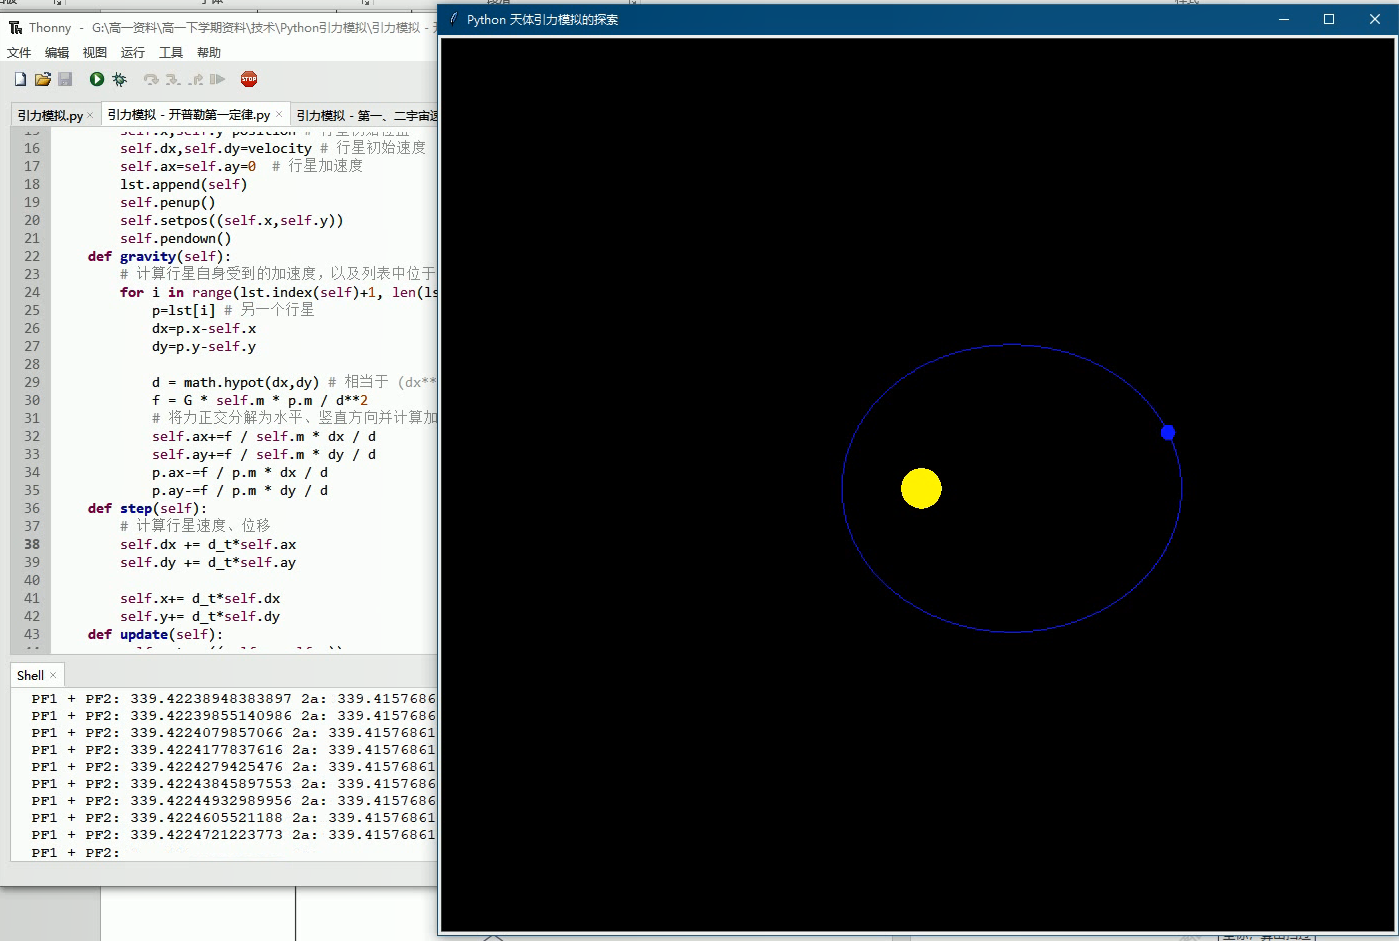 Thonny - G:\高一资料\高一下学期资料\技术\Python引力模拟\引力模拟 - 
文件 编辑 视图 运行 工具 帮助
STOP
引力模拟.py × 引力模拟 - 开普勒第一定律.py × 引力模拟 - 第一、二宇宙速
16 self.dx,self.dy=velocity # 行星初始速度
17 self.ax=self.ay=0 # 行星加速度
18 lst.append(self)
19 self.penup()
20 self.setpos((self.x,self.y))
21 self.pendown()
22 def gravity(self):
23 # 计算行星自身受到的加速度，以及列表中位于
24 for i in range(lst.index(self)+1, len(ls
25 p=lst[i] # 另一个行星
26 dx=p.x-self.x
27 dy=p.y-self.y
28
29 d = math.hypot(dx,dy) # 相当于 (dx**
30 f = G * self.m * p.m / d**2
31 # 将力正交分解为水平、竖直方向并计算加
32 self.ax+=f / self.m * dx / d
33 self.ay+=f / self.m * dy / d
34 p.ax-=f / p.m * dx / d
35 p.ay-=f / p.m * dy / d
36 def step(self):
37 # 计算行星速度、位移
38 self.dx += d_t*self.ax
39 self.dy += d_t*self.ay
40
41 self.x+= d_t*self.dx
42 self.y+= d_t*self.dy
43 def update(self):
Shell ×
PF1 + PF2: 339.42238948383897 2a: 339.4157686
PF1 + PF2: 339.42239855140986 2a: 339.4157686
PF1 + PF2: 339.4224079857066 2a: 339.41576861
PF1 + PF2: 339.4224177837616 2a: 339.41576861
PF1 + PF2: 339.4224279425476 2a: 339.41576861
PF1 + PF2: 339.42243845897553 2a: 339.4157686
PF1 + PF2: 339.42244932989956 2a: 339.4157686
PF1 + PF2: 339.4224605521188 2a: 339.41576861
PF1 + PF2: 339.4224721223773 2a: 339.41576861
PF1 + PF2:
Python 天体引力模拟的探索